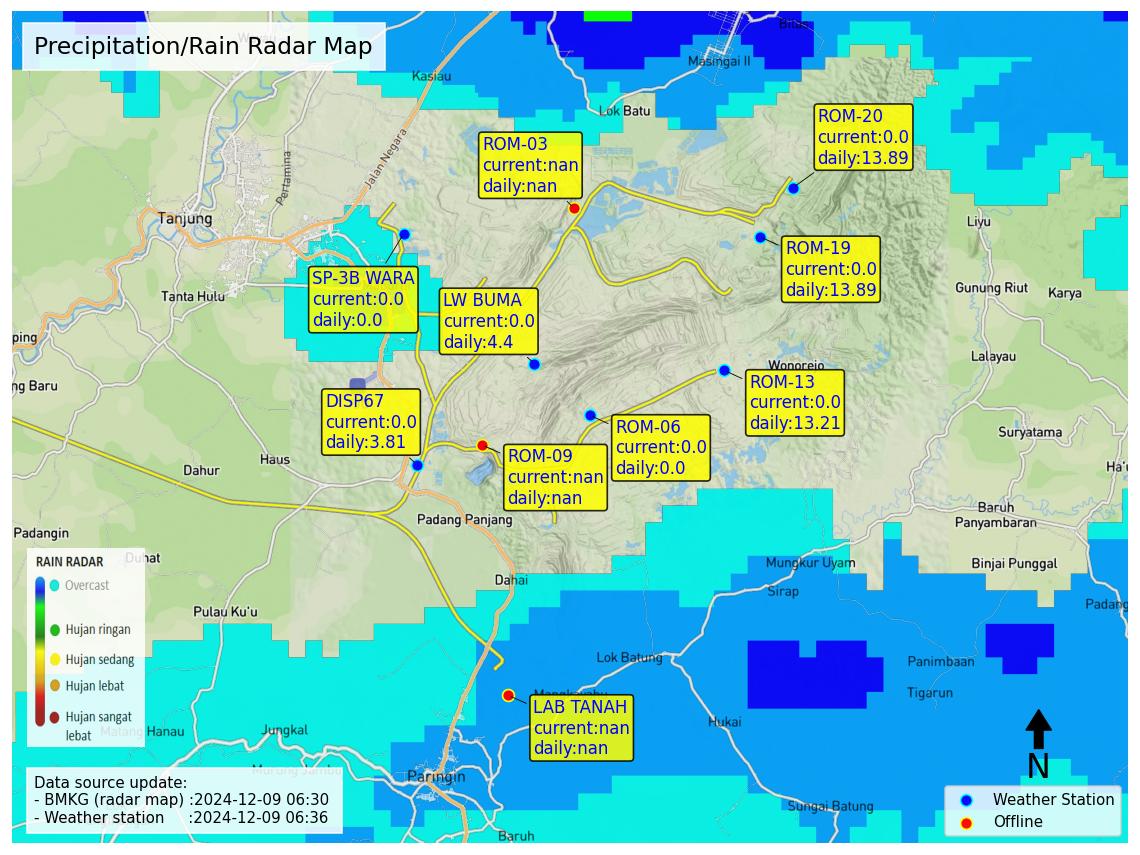 Precipitation/Rain Radar Map
Kasiau
Bilas
Masingai II
Lok Batu
Jalan Negara
Pertamina
Tanjung
Tanta Hulu
ROM-03
current:nan
daily:nan
ROM-20
current:0.0
daily:13.89
ROM-19
current:0.0
daily:13.89
SP-3B WARA
current:0.0
daily:0.0
LW BUMA
current:0.0
daily:4.4
Liyu
Gunung Riut
Karya
Lalayau
ping
ng Baru
Wonorejo
ROM-13
current:0.0
daily:13.21
DISP67
current:0.0
daily:3.81
ROM-06
current:0.0
daily:0.0
ROM-09
current:nan
daily:nan
Suryatama
Ha'u
Dahur
Haus
Baruh
Panyambaran
Padang Panjang
Padangin
Duhat
Binjai Punggal
Mungkur Uyam
Dahai
Sirap
Padang
Pulau Ku'u
RAIN RADAR
Overcast
Hujan ringan
Hujan sedang
Hujan lebat
Hujan sangat
lebat
Lok Batung
Panimbaan
Tigarun
Mangkayahu
LAB TANAH
current:nan
daily:nan
Hukai
Matang Hanau
Jungkal
Murung Jambu
Paringin
Sungai Batung
Baruh
N
Data source update:
- BMKG (radar map) :2024-12-09 06:30
- Weather station :2024-12-09 06:36
Weather Station
Offline